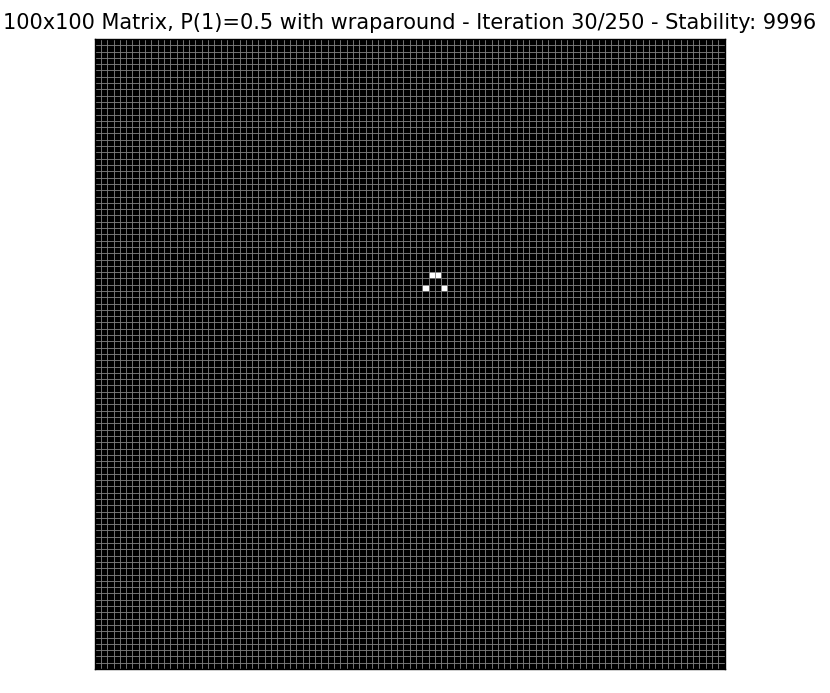 100x100 Matrix, P(1)=0.5 with wraparound - Iteration 30/250 - Stability: 9996